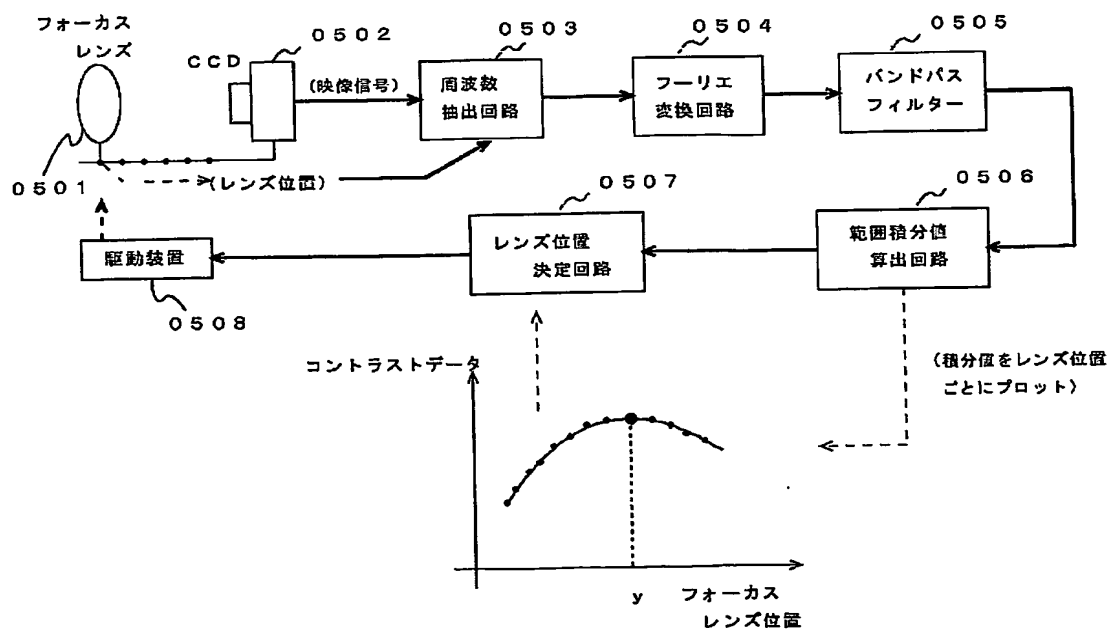 フォーカス
レンズ
0501
CCD
0502
(映像信号)
(レンズ位置)
0503
周波数
抽出回路
0504
フーリエ
変換回路
0505
バンドパス
フィルター
0506
範囲積分値
算出回路
0507
レンズ位置
決定回路
駆動装置
0508
(積分値をレンズ位置
ごとにプロット)
コントラストデータ
y
フォーカス
レンズ位置